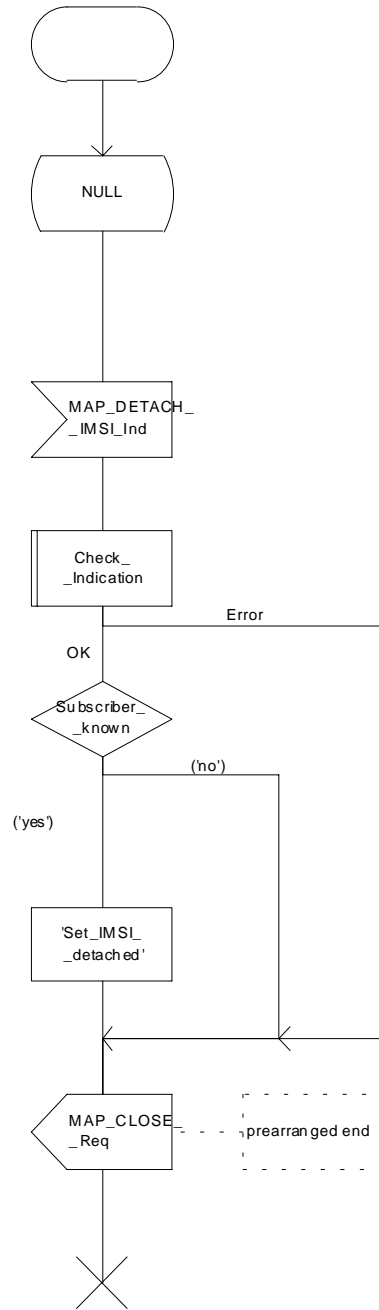 NULL
MAP_DETACH_
_IMSI_Ind
Check_
_Indication
Error
OK
Subscriber_
_known
('no')
('yes')
'Set_IMSI_
_detached'
MAP_CLOSE_
_Req
prearranged end